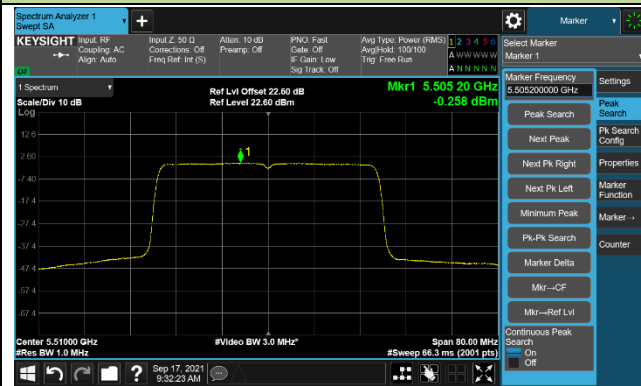 Spectrum Analyzer 1
Swept SA
Marker
KEYSIGHT
Input: RF
Coupling: AC
Align: Auto
Input Z: 50 Ω
Corrections: Off
Freq Ref: Int (S)
Atten: 10 dB
Preamp: Off
PNO: Fast
Gate: Off
IF Gain: Low
Sig Track: Off
Avg Type: Power (RMS)
Avg|Hold: 100/100
Trig: Free Run
1 2 3 4 5 6
A W W W W W
A N N N N N
Select Marker
Marker 1
1 Spectrum
Scale/Div 10 dB
Log
Ref Lvl Offset 22.60 dB
Ref Level 22.60 dBm
Mkr1 5.505 20 GHz
-0.258 dBm
12.6
2.60
-7.40
-17.4
-27.4
-37.4
-47.4
-57.4
-67.4
1
Center 5.51000 GHz
#Res BW 1.0 MHz
#Video BW 3.0 MHz*
Span 80.00 MHz
#Sweep 66.3 ms (2001 pts)
Marker Frequency
5.505200000 GHz
Peak Search
Next Peak
Next Pk Right
Next Pk Left
Minimum Peak
Pk-Pk Search
Marker Delta
Mkr→CF
Mkr→Ref Lvl
Continuous Peak
Search
On
Off
Settings
Peak
Search
Pk Search
Config
Properties
Marker
Function
Marker→
Counter
Sep 17, 2021
9:32:23 AM